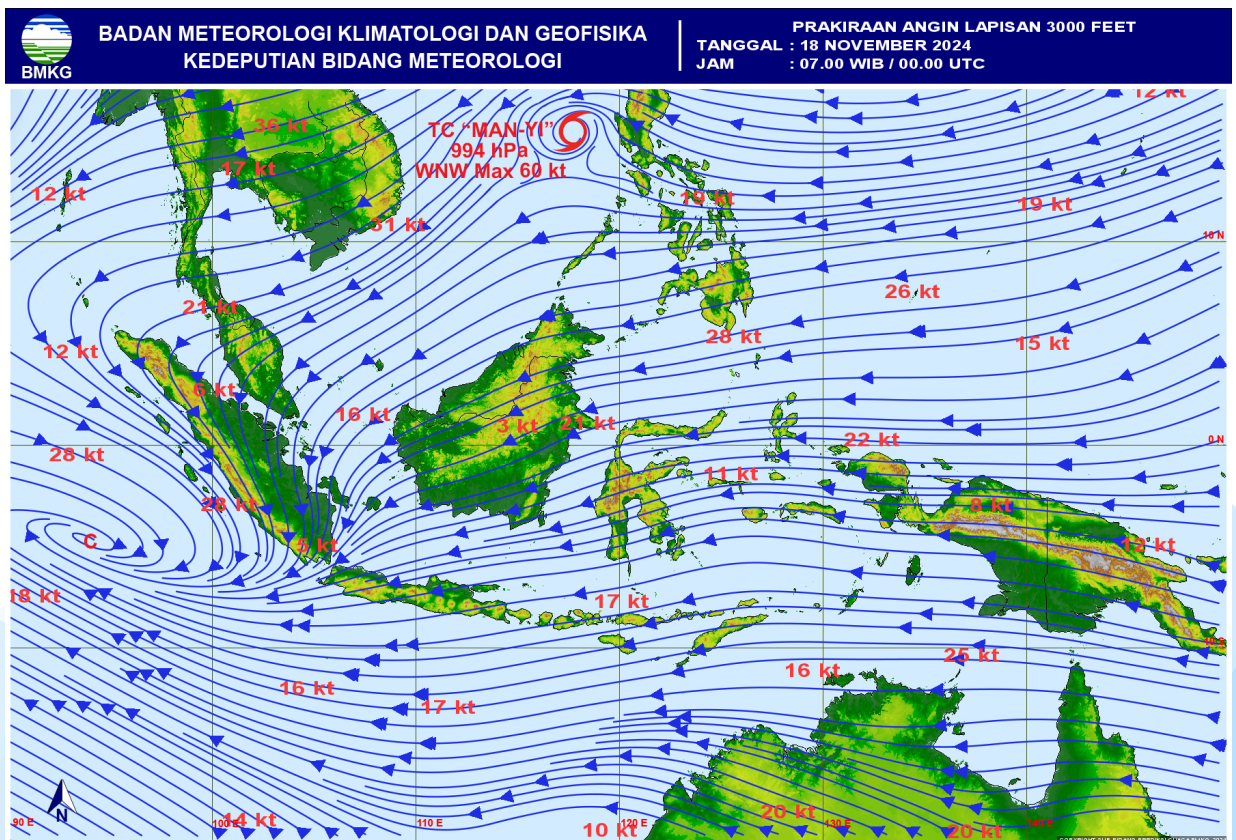 BMKG
BADAN METEOROLOGI KLIMATOLOGI DAN GEOFISIKA
KEDEPUTIAN BIDANG METEOROLOGI
PRAKIRAAN ANGIN LAPISAN 3000 FEET
TANGGAL : 18 NOVEMBER 2024
JAM : 07.00 WIB / 00.00 UTC
12 kt
36 kt
TC “MAN-YI”
994 hPa
WNW Max 60 kt
17 kt
12 kt
19 kt
19 kt
31 kt
10 N
26 kt
21 kt
28 kt
15 kt
12 kt
6 kt
16 kt
3 kt
21 kt
22 kt
0 N
28 kt
11 kt
28 kt
8 kt
C
5 kt
12 kt
18 kt
17 kt
10 S
25 kt
16 kt
16 kt
17 kt
N
90 E
100 E
14 kt
110 E
120 E
10 kt
20 kt
130 E
20 kt
140 E